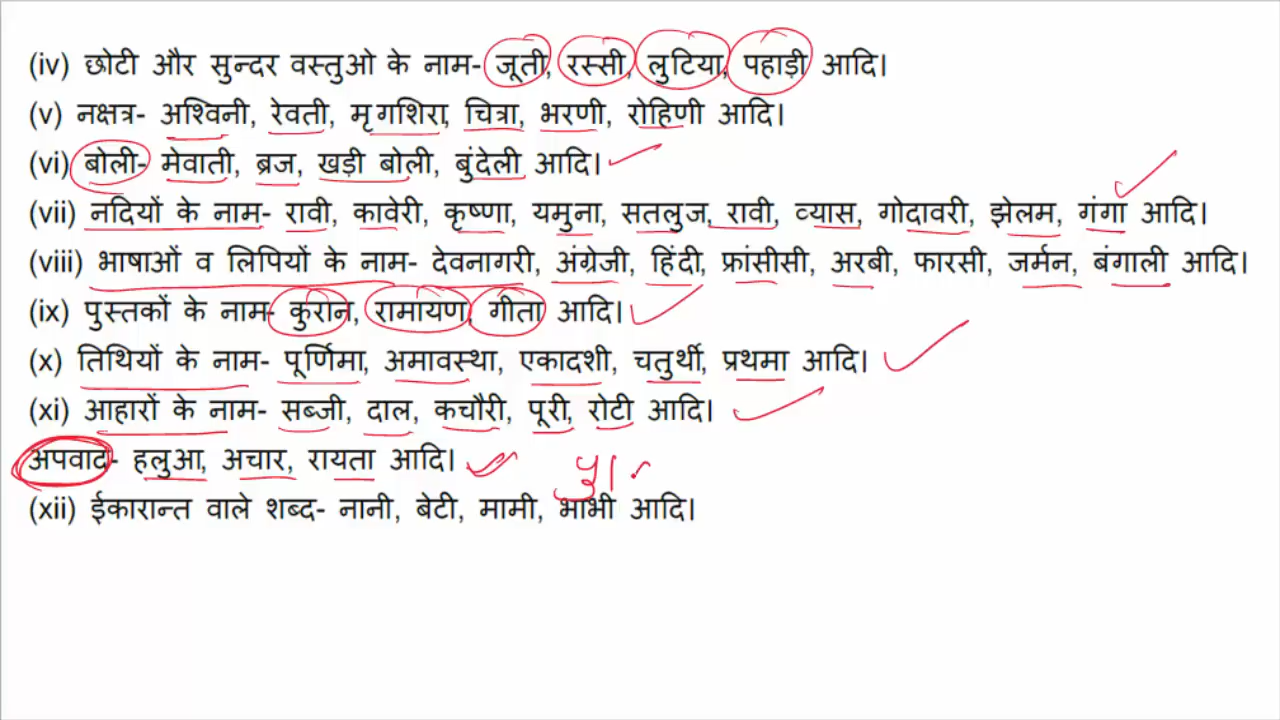 (iv) छोटी और सुन्दर वस्तुओ के नाम- जूती, रस्सी, लुटिया, पहाड़ी आदि।
(v) नक्षत्र- अश्विनी, रेवती, मृगशिरा, चित्रा, भरणी, रोहिणी आदि।
(vi) बोली- मेवाती, ब्रज, खड़ी बोली, बुंदेली आदि।
(vii) नदियों के नाम- रावी, कावेरी, कृष्णा, यमुना, सतलुज, रावी, व्यास, गोदावरी, झेलम, गंगा आदि।
(viii) भाषाओं व लिपियों के नाम- देवनागरी, अंग्रेजी, हिंदी, फ्रांसीसी, अरबी, फारसी, जर्मन, बंगाली आदि।
(ix) पुस्तकों के नाम- कुरान, रामायण, गीता आदि।
(x) तिथियों के नाम- पूर्णिमा, अमावस्था, एकादशी, चतुर्थी, प्रथमा आदि।
(xi) आहारों के नाम- सब्जी, दाल, कचौरी, पूरी, रोटी आदि।
अपवाद- हलुआ, अचार, रायता आदि। पु॰
(xii) ईकारान्त वाले शब्द- नानी, बेटी, मामी, भाभी आदि।